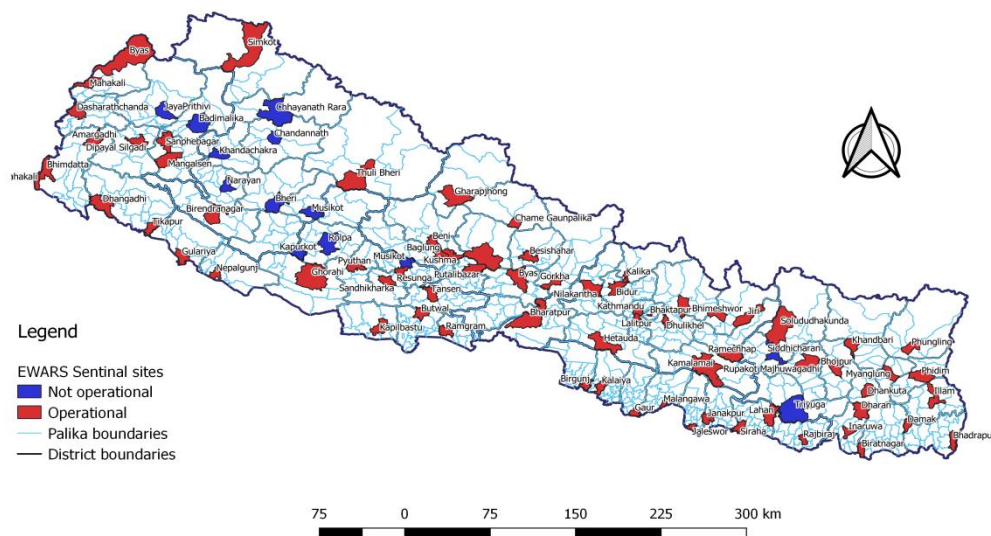 Simkot
Byas
Mahakali
Dasharathchanda
JayaPrithivi
Badimalika
Chhayanath Rara
Chandannath
Amargadhi
Dipayal Silgadi
Sanphebagar
Khandachakra
Mangalsen
Bhimdatta
Thuli Bheri
Narayan
Gharapjhong
Dhangadhi
Bheri
Birendranagar
Musikot
Chame Gaunpalika
Tikapur
Rolpa
Beni
Kapurkot
Baglung
Besishahar
Gulariya
Musikot
Kushma
Pyuthan
Nepalgunj
Ghorahi
Resunga
Putalibazar
Byas
Gorkha
Kalika
Sandhikharka
Tansen
Nilakantha
Bidur
Butwal
Bharatpur
Kathmandu
Bhaktapur
Bhimeshwor
Jiri
Solududhakunda
Kapilbastu
Ramgram
Lalitpur
Dhulikhel
Hetauda
Ramechhap
Siddhicharan
Khandbari
Phungling
Kamalamai
Rupakot Majhuwagadhi
Bhojpur
Myanglung
Phidim
Birgunj
Kalaiya
Dhankuta
Illam
Malangawa
Gaur
Janakpur
Lahan
Triyuga
Dharan
Damak
Jaleswor
Siraha
Rajbiraj
Inaruwa
Biratnagar
Bhadrapu
Legend
EWARS Sentinal sites
Not operational
Operational
Palika boundaries
District boundaries
75 0 75 150 225 300 km